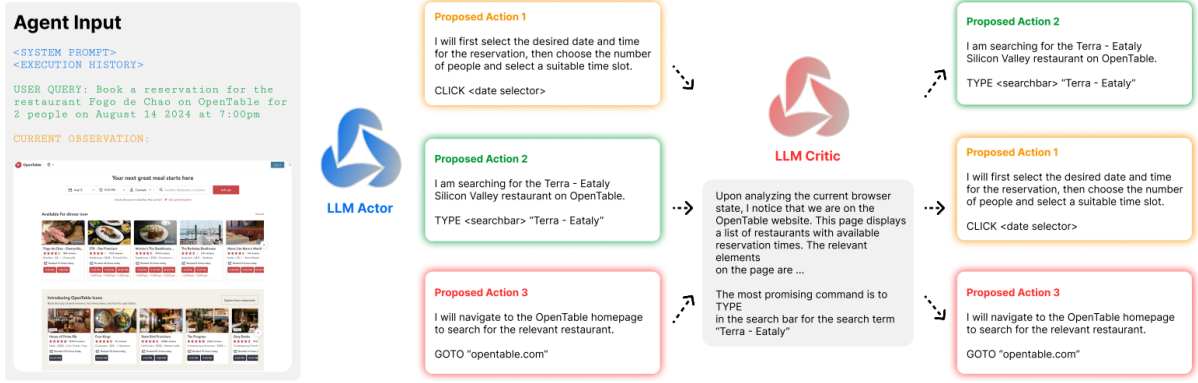 Agent Input
<SYSTEM PROMPT>
<EXECUTION HISTORY>
USER QUERY: Book a reservation for the
restaurant Fogo de Chao on OpenTable for
2 people on August 14 2024 at 7:00pm
CURRENT OBSERVATION:
OpenTable
Your next great meal starts here
Let's go
Available for dinner now
Introducing OpenTable Icons
LLM Actor
Proposed Action 1
I will first select the desired date and time
for the reservation, then choose the number
of people and select a suitable time slot.
CLICK <date selector>
Proposed Action 2
I am searching for the Terra - Eataly
Silicon Valley restaurant on OpenTable.
TYPE <searchbar> “Terra - Eataly”
Proposed Action 3
I will navigate to the OpenTable homepage
to search for the relevant restaurant.
GOTO “opentable.com”
LLM Critic
Upon analyzing the current browser
state, I notice that we are on the
OpenTable website. This page displays
a list of restaurants with available
reservation times. The relevant
elements
on the page are ...
The most promising command is to
TYPE
in the search bar for the search term
“Terra - Eataly”
Proposed Action 2
I am searching for the Terra - Eataly
Silicon Valley restaurant on OpenTable.
TYPE <searchbar> “Terra - Eataly”
Proposed Action 1
I will first select the desired date and time
for the reservation, then choose the number
of people and select a suitable time slot.
CLICK <date selector>
Proposed Action 3
I will navigate to the OpenTable homepage
to search for the relevant restaurant.
GOTO “opentable.com”